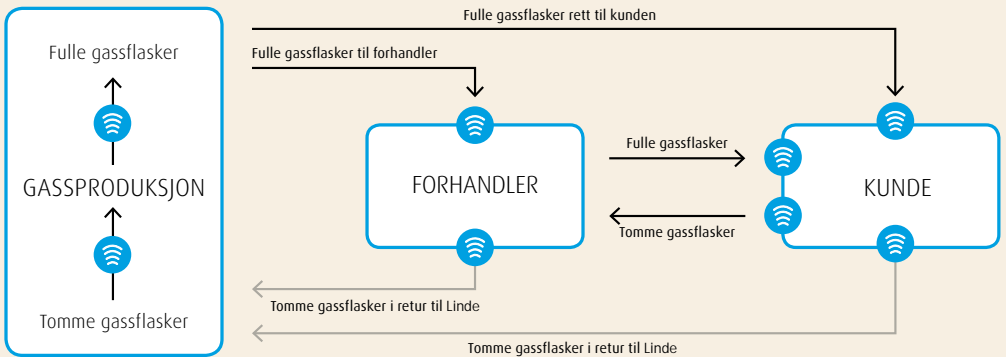 Fulle gassflasker rett til kunden
Fulle gassflasker
Fulle gassflasker til forhandler
GASSPRODUKSJON
FORHANDLER
Fulle gassflasker
KUNDE
Tomme gassflasker
Tomme gassflasker i retur til Linde
Tomme gassflasker
Tomme gassflasker i retur til Linde